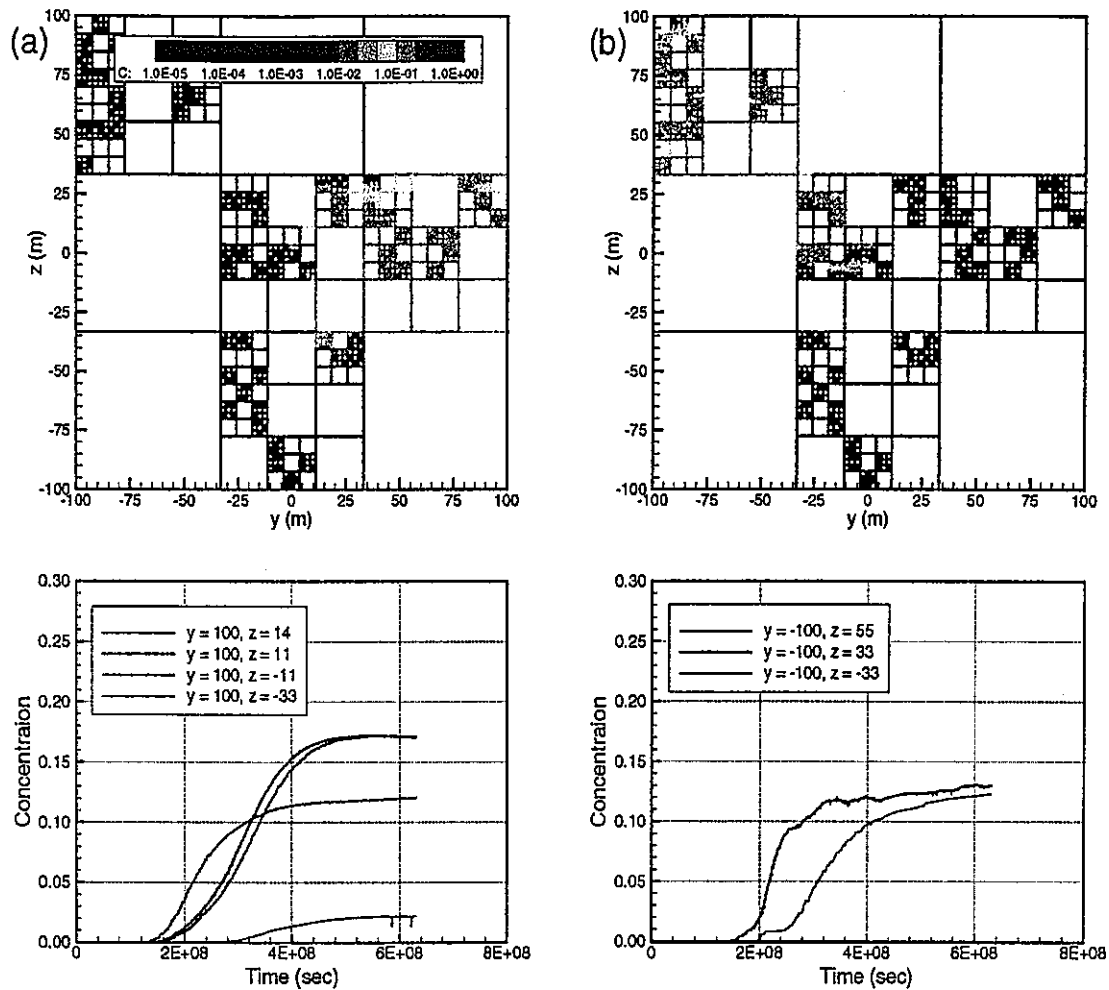 (a)
C: 1.0E-05 1.0E-04 1.0E-03 1.0E-02 1.0E-01 1.0E+00
100
75
50
25
0
-25
-50
-75
-100
z (m)
-100 -75 -50 -25 0 25 50 75 100
y (m)
(b)
100
75
50
25
0
-25
-50
-75
-100
z (m)
-100 -75 -50 -25 0 25 50 75 100
y (m)
0.30
0.25
0.20
0.15
0.10
0.05
0.00
Concentraion
y = 100, z = 14
y = 100, z = 11
y = 100, z = -11
y = 100, z = -33
0 2E+08 4E+08 6E+08 8E+08
Time (sec)
0.30
0.25
0.20
0.15
0.10
0.05
0.00
Concentraion
y = -100, z = 55
y = -100, z = 33
y = -100, z = -33
0 2E+08 4E+08 6E+08 8E+08
Time (sec)